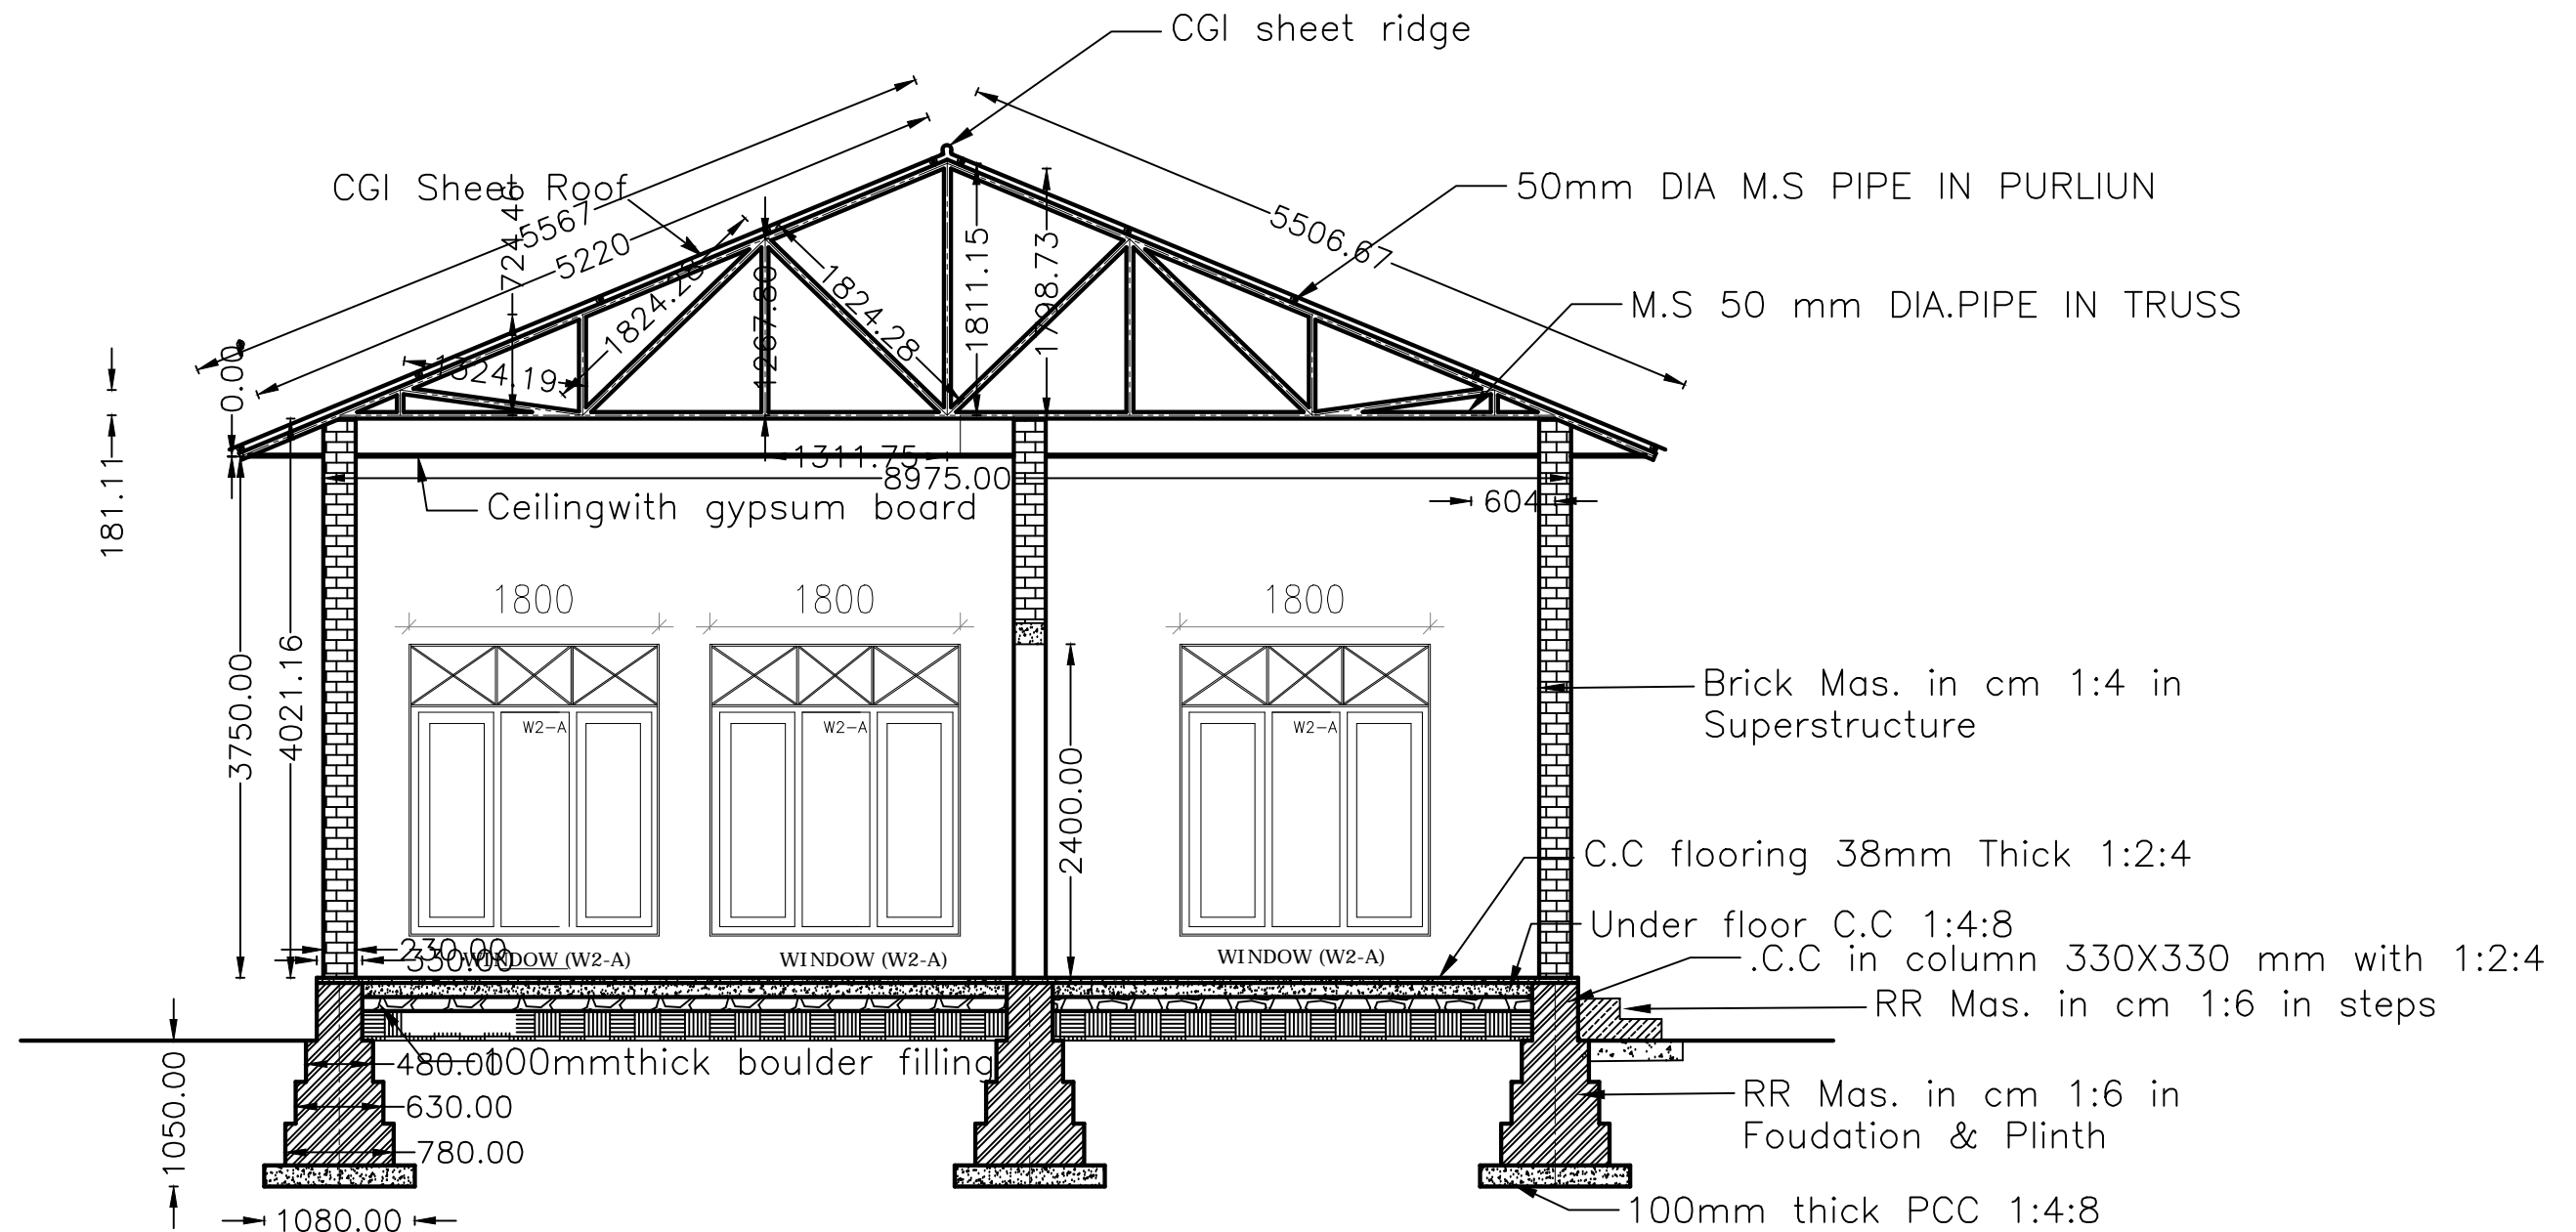 CGI sheet ridge
CGI Sheet Roof
50mm DIA M.S PIPE IN PURLIUN
M.S 50 mm DIA.PIPE IN TRUSS
5567
5220
5506.67
724.46
1824.28
1267.80
1824.28
1811.15
1798.73
1324.19
0.00
181.11
1311.75
8975.00
604
Ceilingwith gypsum board
1800
1800
1800
3750.00
4021.16
2400.00
W2-A
W2-A
W2-A
Brick Mas. in cm 1:4 in
Superstructure
C.C flooring 38mm Thick 1:2:4
Under floor C.C 1:4:8
.C.C in column 330X330 mm with 1:2:4
RR Mas. in cm 1:6 in steps
230.00
330.00
WINDOW (W2-A)
WINDOW (W2-A)
WINDOW (W2-A)
480.00
100mmthick boulder filling
630.00
780.00
1050.00
1080.00
RR Mas. in cm 1:6 in
Foudation & Plinth
100mm thick PCC 1:4:8